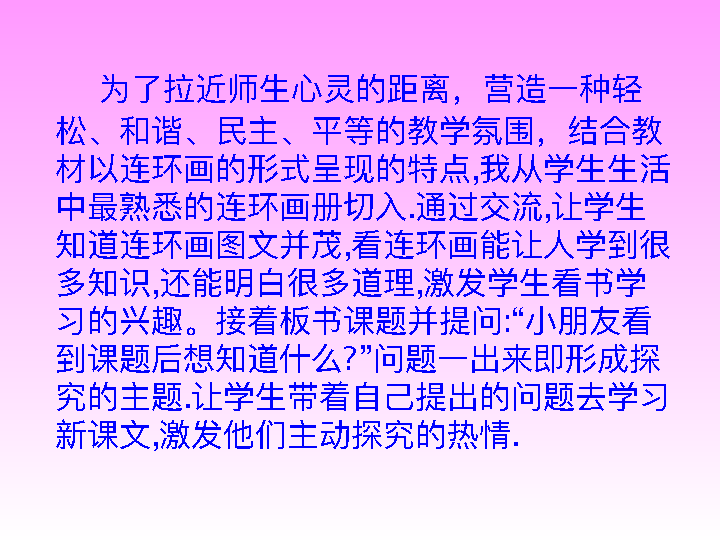 为了拉近师生心灵的距离，营造一种轻
松、和谐、民主、平等的教学氛围，结合教
材以连环画的形式呈现的特点,我从学生生活
中最熟悉的连环画册切入.通过交流,让学生
知道连环画图文并茂,看连环画能让人学到很
多知识,还能明白很多道理,激发学生看书学
习的兴趣。接着板书课题并提问:“小朋友看
到课题后想知道什么?”问题一出来即形成探
究的主题.让学生带着自己提出的问题去学习
新课文,激发他们主动探究的热情.